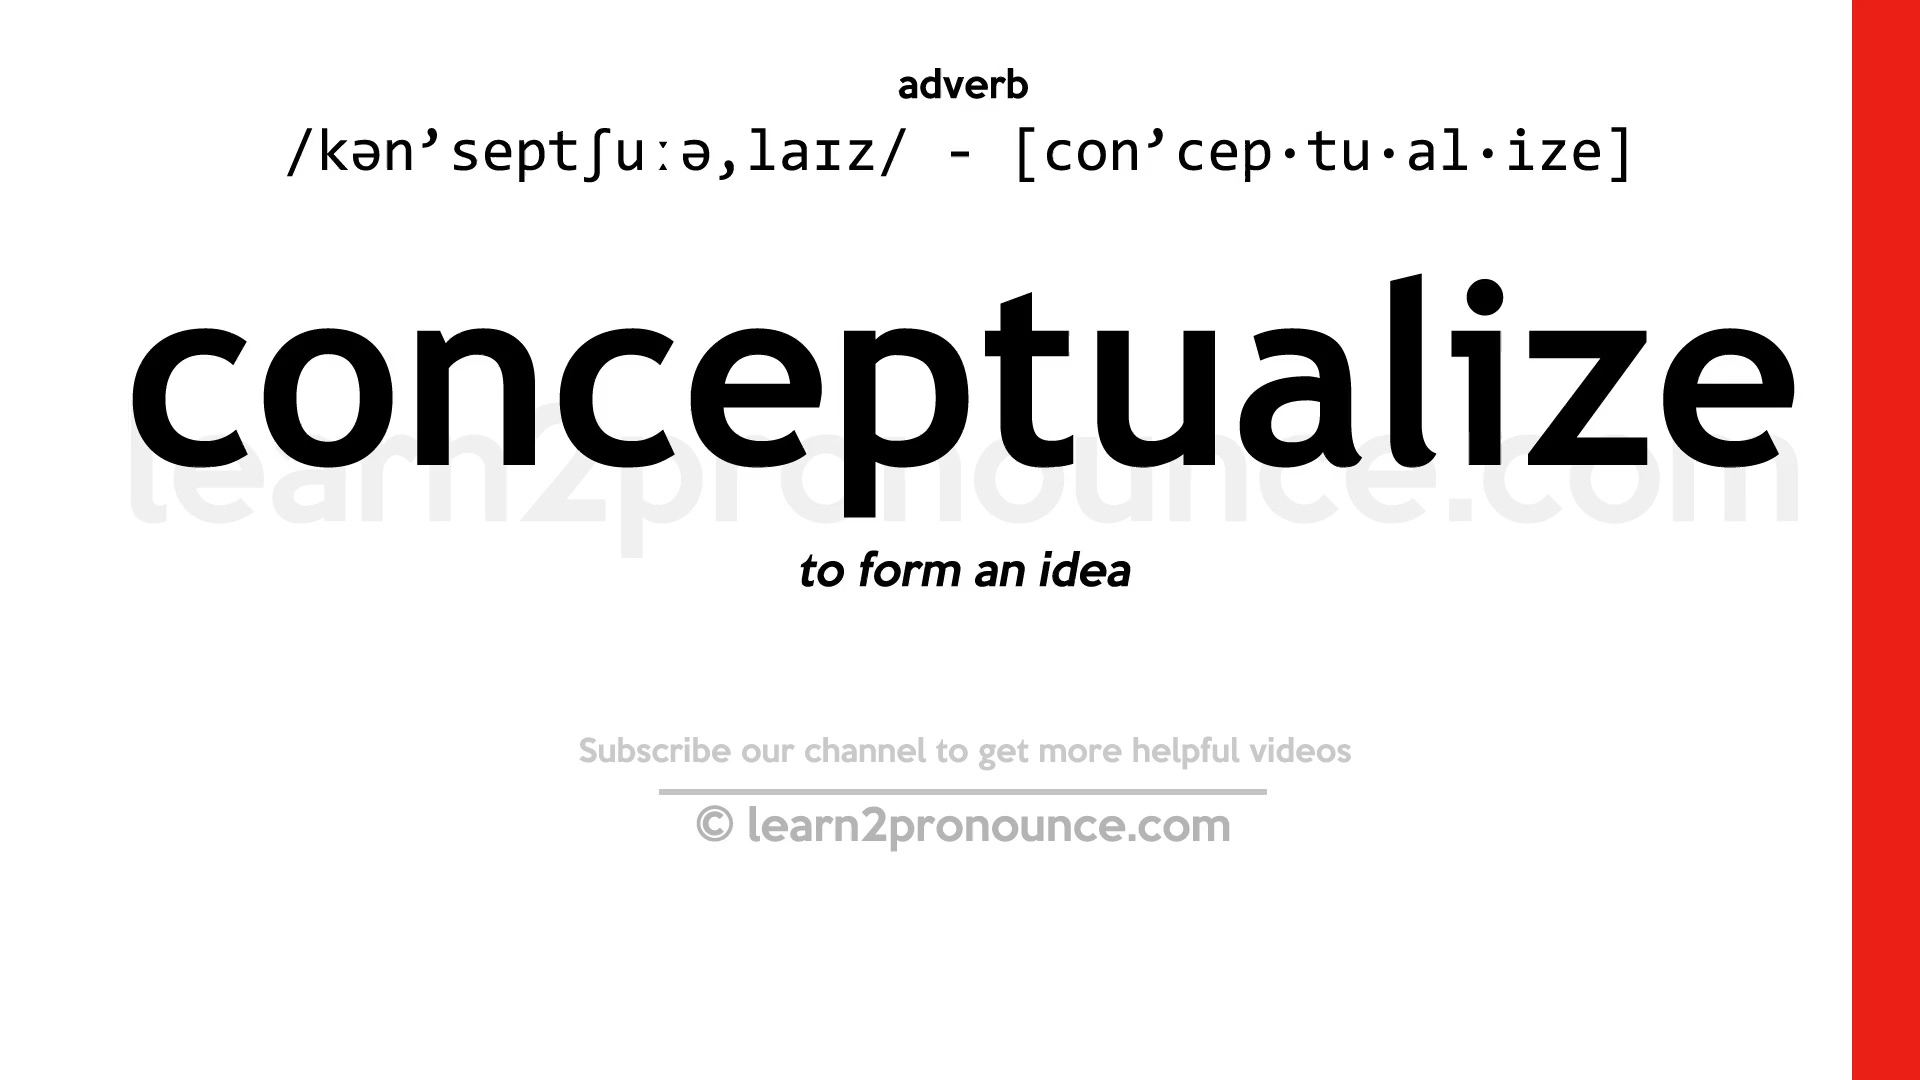 adverb
/kən’septʃuːə,laɪz/ - [con’cep·tu·al·ize]
conceptualize
learn2pronounce.com
to form an idea
Subscribe our channel to get more helpful videos
© learn2pronounce.com